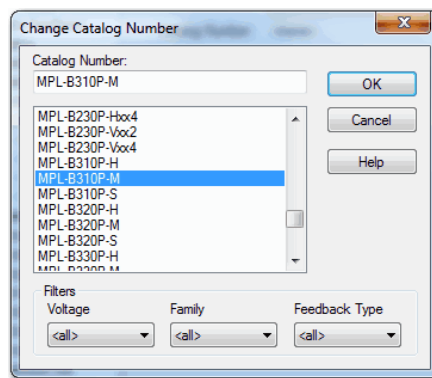 Change Catalog Number
Catalog Number:
MPL-B310P-M
OK
MPL-B230P-Hxx4
MPL-B230P-Vxx2
MPL-B230P-Vxx4
MPL-B310P-H
MPL-B310P-M
MPL-B310P-S
MPL-B320P-H
MPL-B320P-M
MPL-B320P-S
MPL-B330P-H
MPL-B330P-M
Cancel
Help
Filters
Voltage Family Feedback Type
<all> <all> <all>